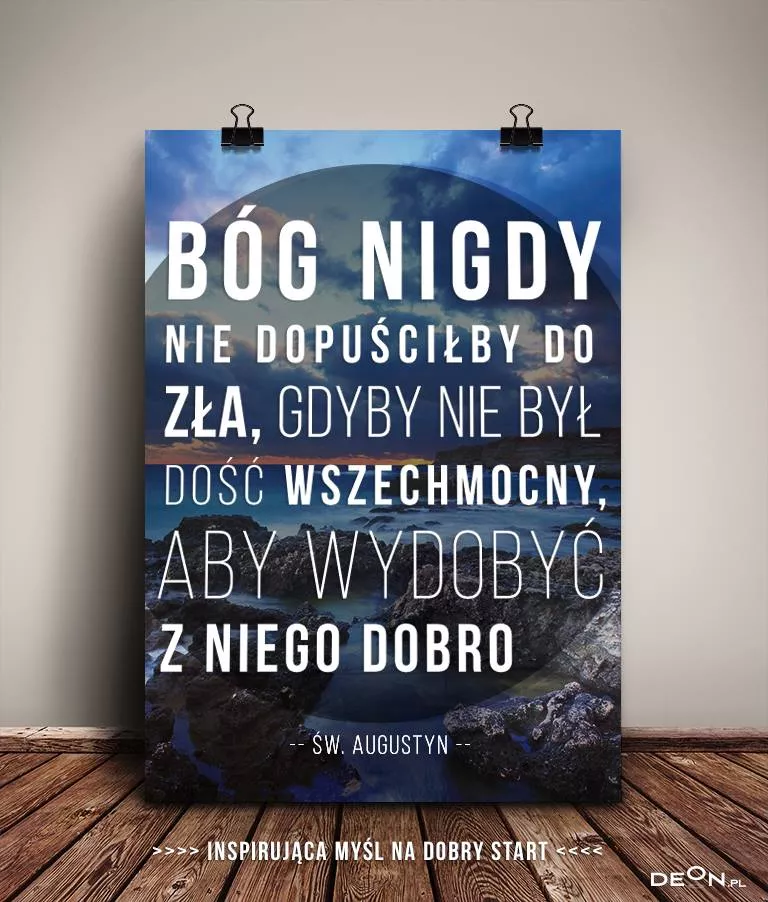 BÓG NIGDY
NIE DOPUŚCIŁBY DO
ZŁA, GDYBY NIE BYŁ
DOŚĆ WSZECHMOCNY,
ABY WYDOBYĆ
Z NIEGO DOBRO
-- ŚW. AUGUSTYN --
>>>> INSPIRUJĄCA MYŚL NA DOBRY START <<<<
DEON.PL